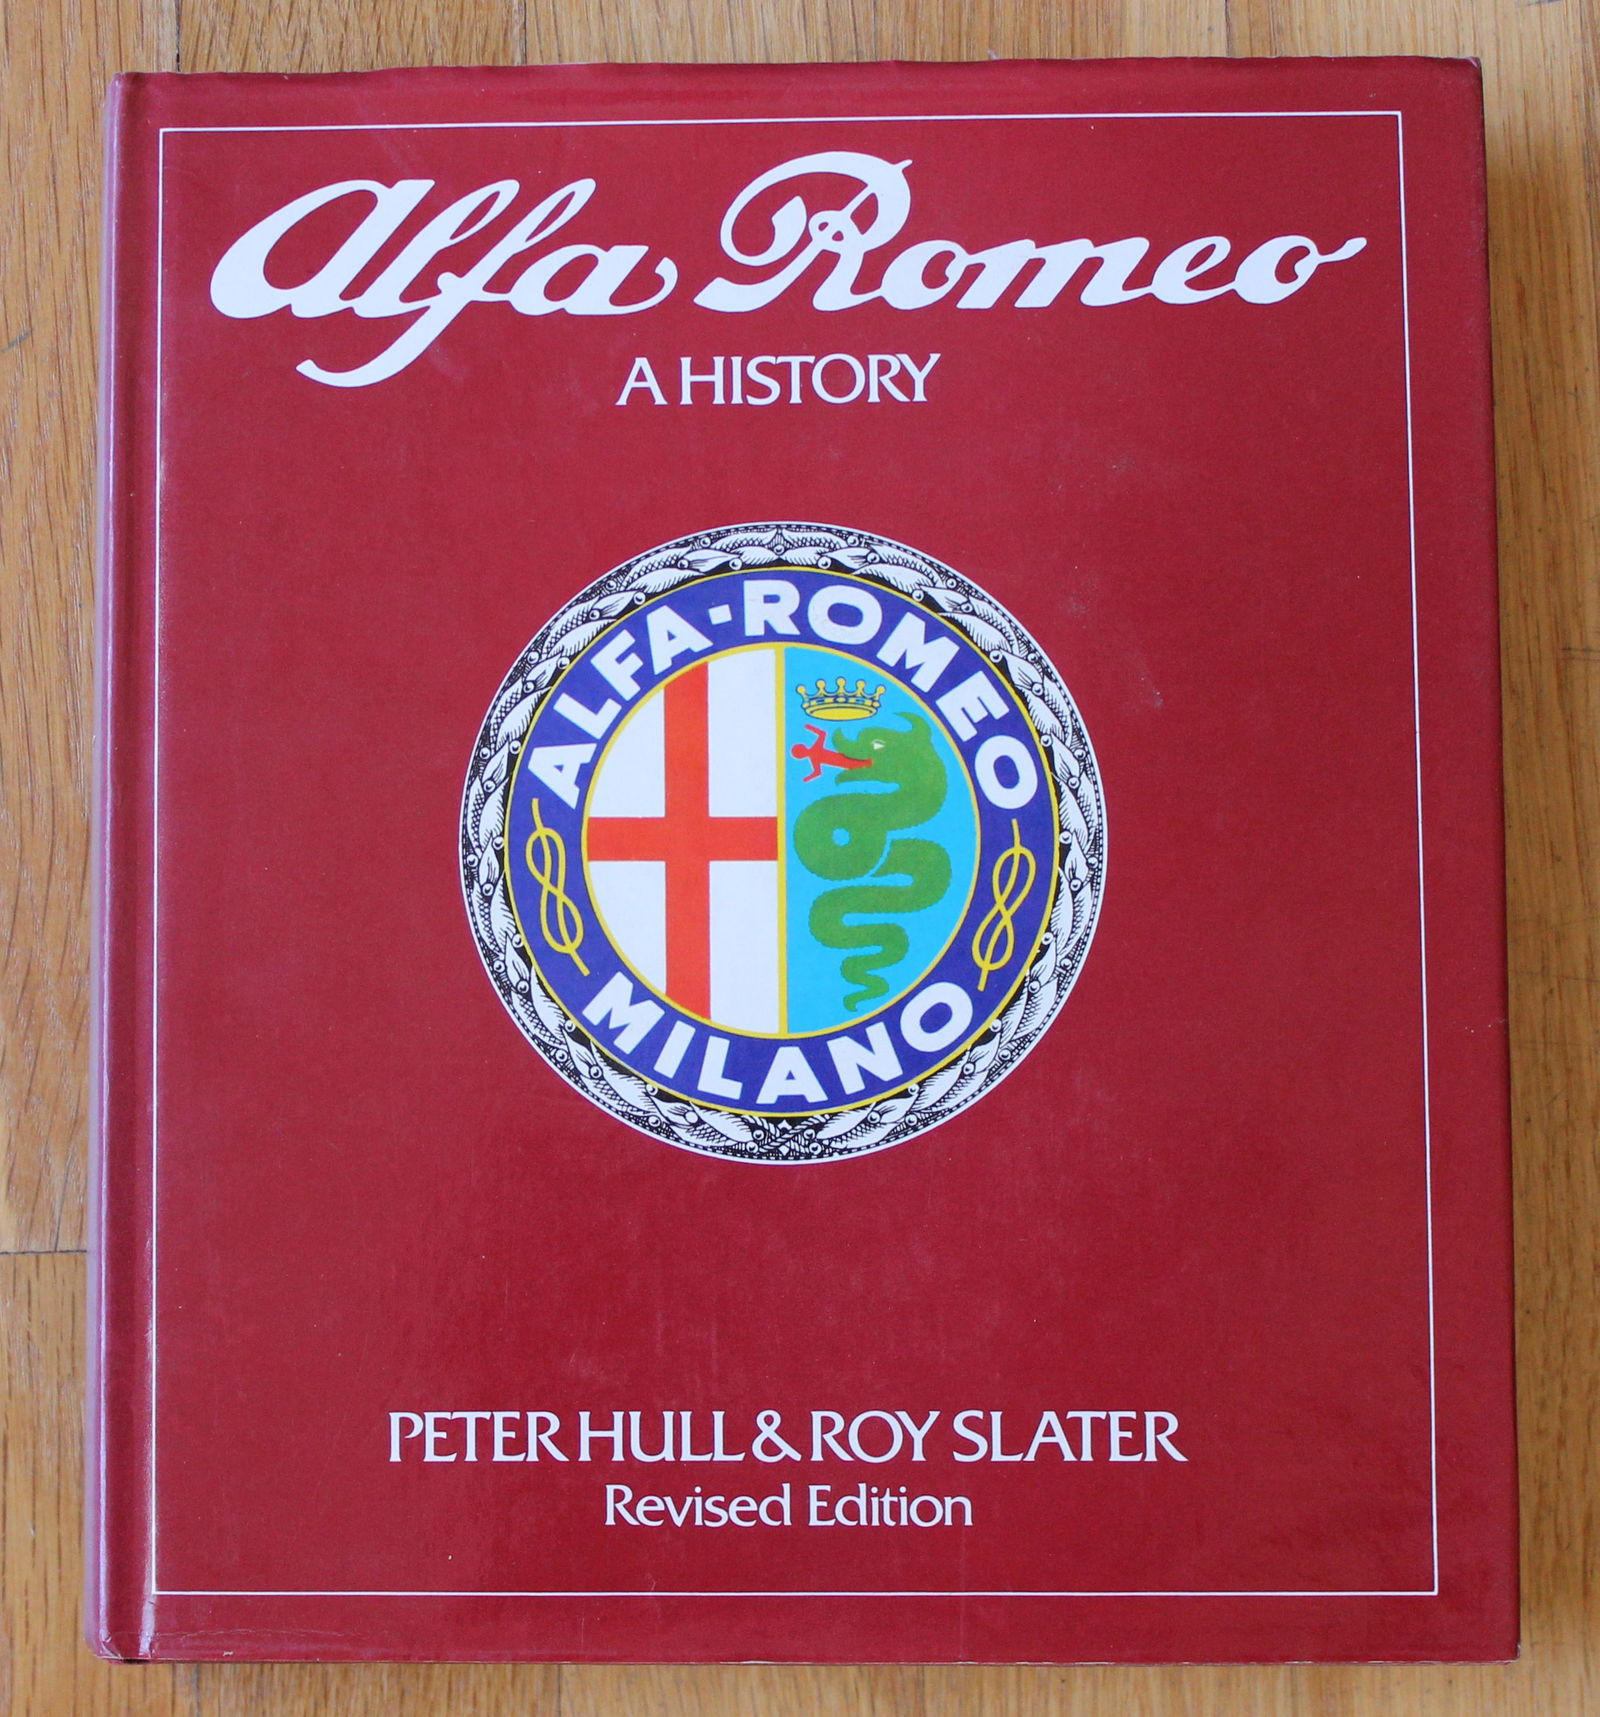 Alfa Romeo
A HISTORY
ALFA-ROMEO
MILANO
PETER HULL & ROY SLATER
Revised Edition